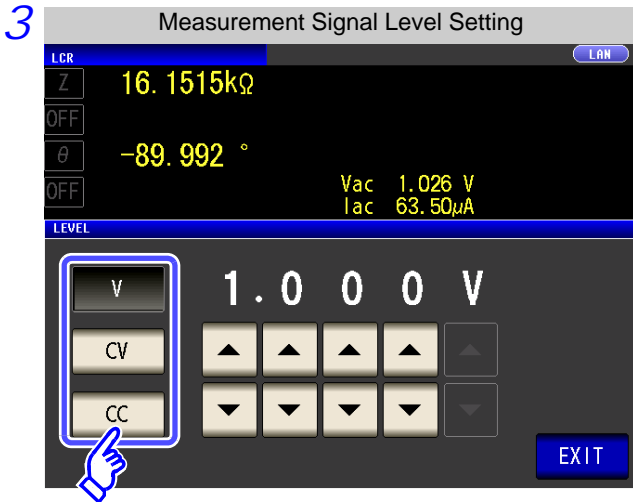 3 Measurement Signal Level Setting
LCR LAN
Z 16.1515kΩ
OFF
θ -89.992 °
OFF Vac 1.026 V
Iac 63.50μA
LEVEL
V 1.000 V
CV
CC
EXIT